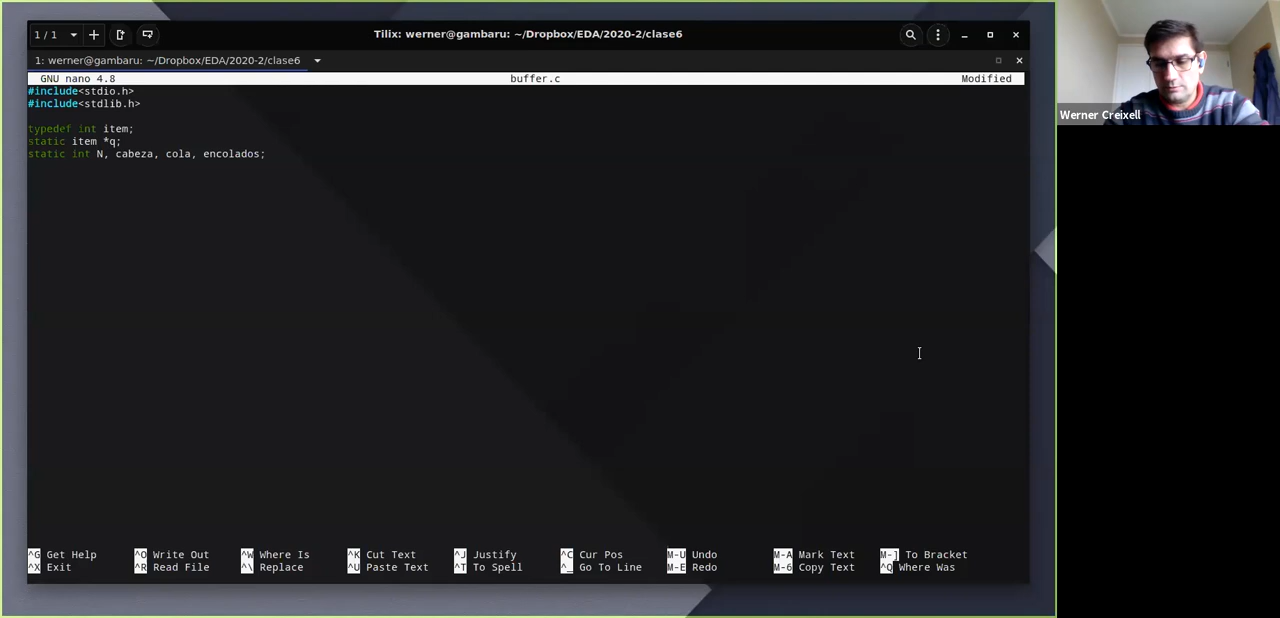 1 / 1
Tilix: werner@gambaru: ~/Dropbox/EDA/2020-2/clase6
1: werner@gambaru: ~/Dropbox/EDA/2020-2/clase6
GNU nano 4.8 buffer.c Modified
#include<stdio.h>
#include<stdlib.h>
typedef int item;
static item *q;
static int N, cabeza, cola, encolados;
^G Get Help ^O Write Out ^W Where Is ^K Cut Text ^J Justify ^C Cur Pos M-U Undo M-A Mark Text M-] To Bracket
^X Exit ^R Read File ^\ Replace ^U Paste Text ^T To Spell ^_ Go To Line M-E Redo M-6 Copy Text ^Q Where Was
Werner Creixell